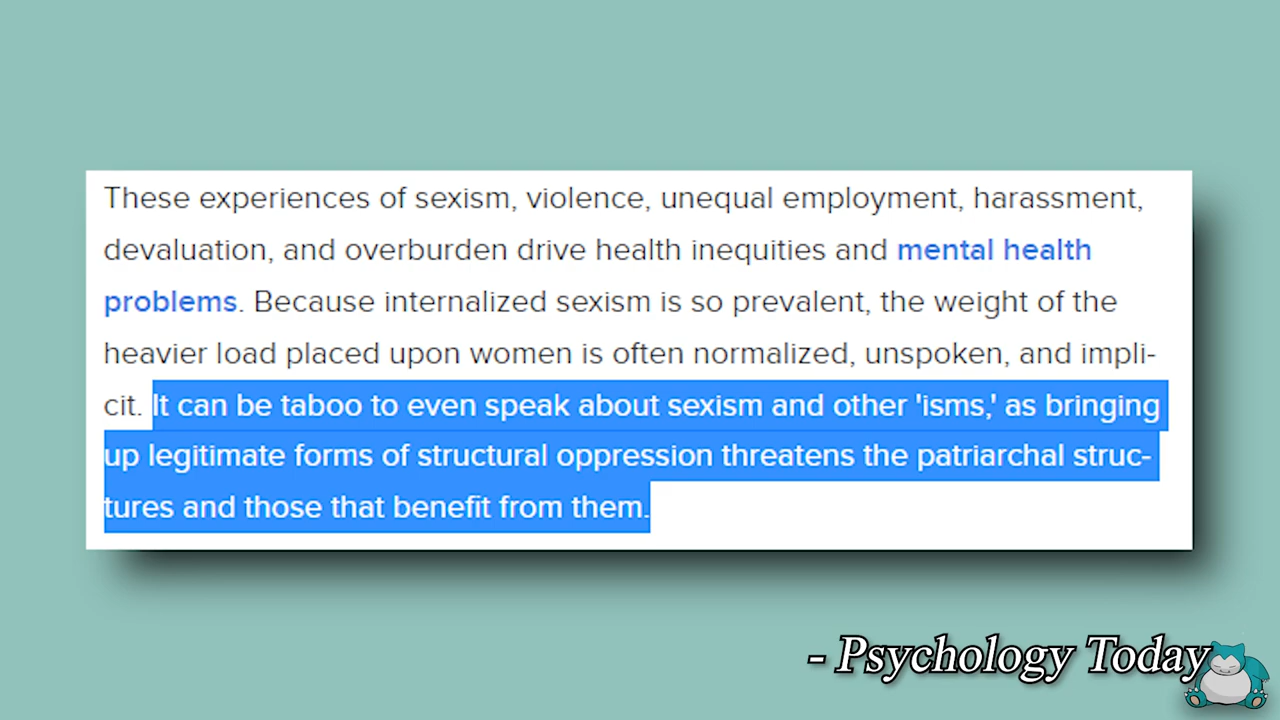 These experiences of sexism, violence, unequal employment, harassment,
devaluation, and overburden drive health inequities and mental health
problems. Because internalized sexism is so prevalent, the weight of the
heavier load placed upon women is often normalized, unspoken, and impli-
cit. It can be taboo to even speak about sexism and other 'isms,' as bringing
up legitimate forms of structural oppression threatens the patriarchal struc-
tures and those that benefit from them.
- Psychology Today